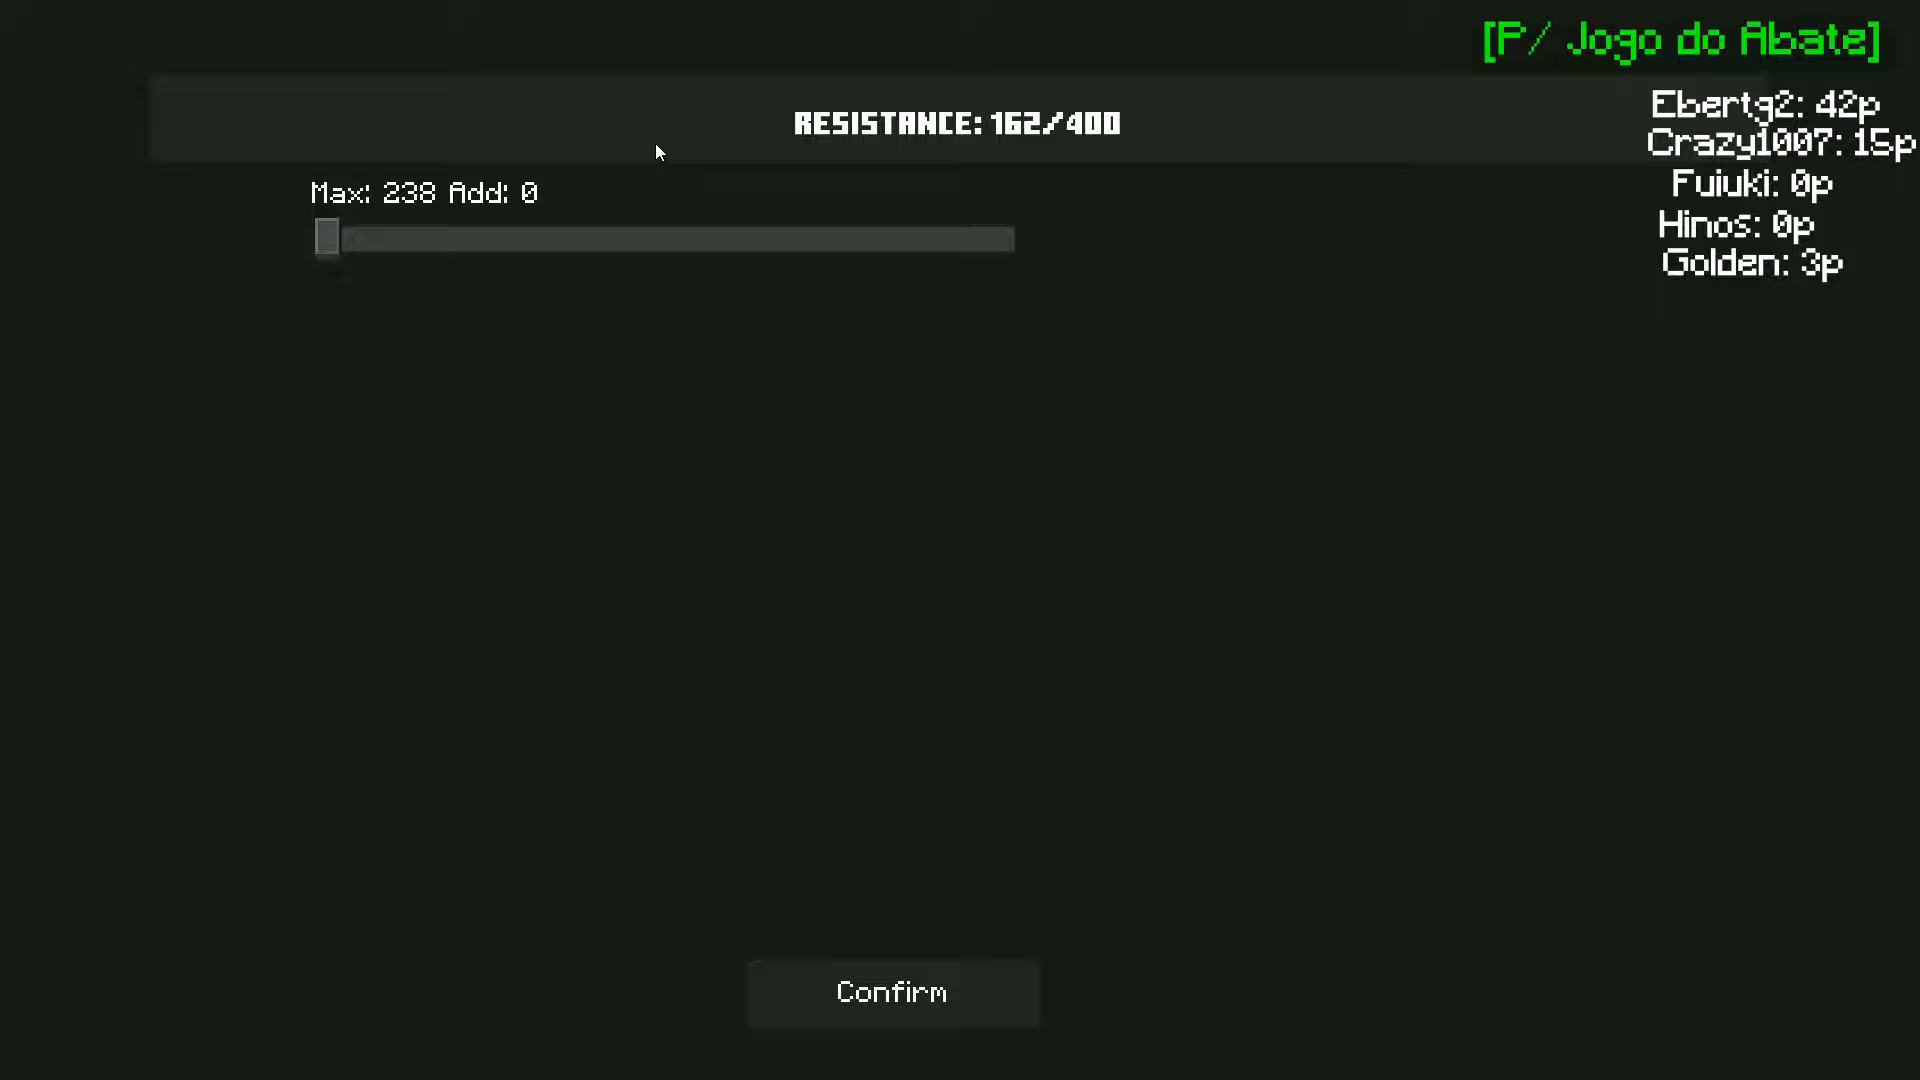 [P/ Jogo do Abate]
Ebertg2: 42p
RESISTANCE: 162/400
Crazy1007: 15p
Max: 238 Add: 0
Fuiuki: 0p
Hinos: 0p
Golden: 3p
Confirm